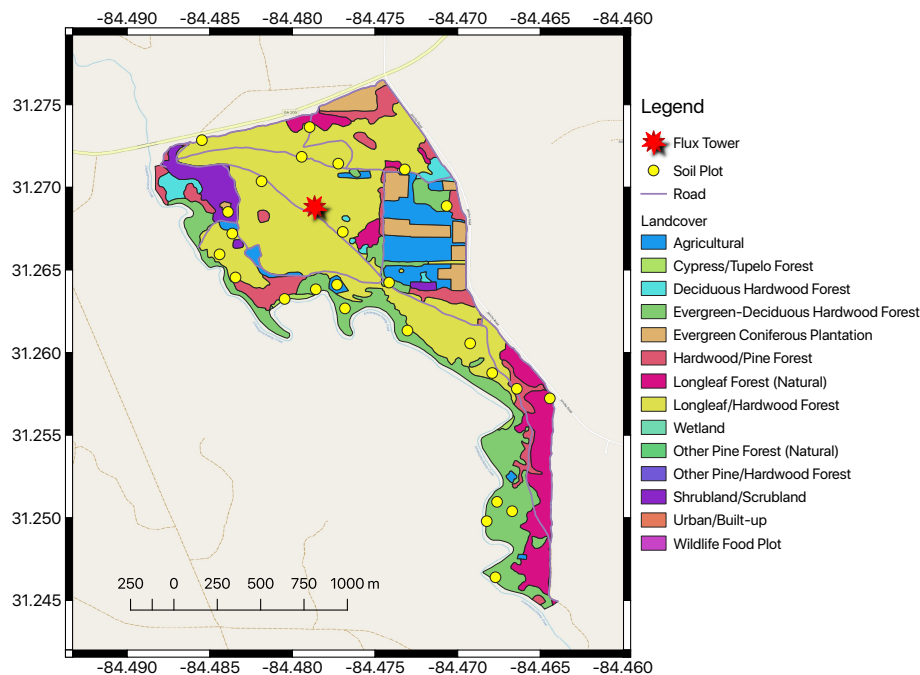 -84.490 -84.485 -84.480 -84.475 -84.470 -84.465 -84.460
31.275
31.270
31.265
31.260
31.255
31.250
31.245
250 0 250 500 750 1000 m
-84.490 -84.485 -84.480 -84.475 -84.470 -84.465 -84.460
Legend
Flux Tower
Soil Plot
Road
Landcover
Agricultural
Cypress/Tupelo Forest
Deciduous Hardwood Forest
Evergreen-Deciduous Hardwood Forest
Evergreen Coniferous Plantation
Hardwood/Pine Forest
Longleaf Forest (Natural)
Longleaf/Hardwood Forest
Wetland
Other Pine Forest (Natural)
Other Pine/Hardwood Forest
Shrubland/Scrubland
Urban/Built-up
Wildlife Food Plot